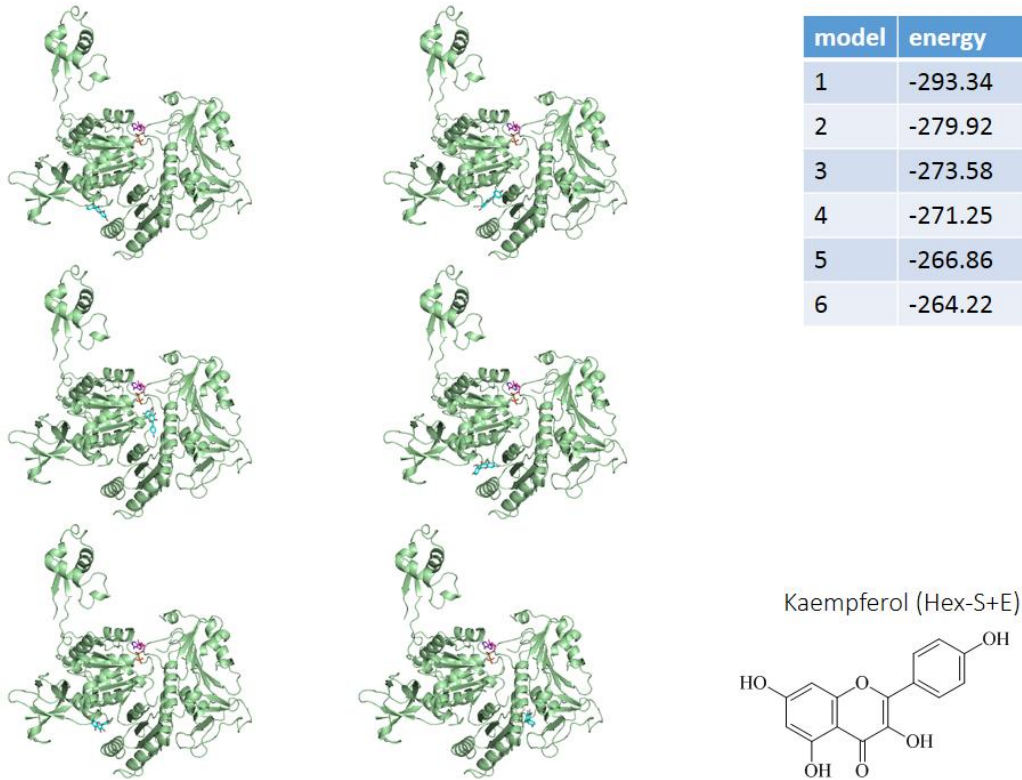 model energy
1 -293.34
2 -279.92
3 -273.58
4 -271.25
5 -266.86
6 -264.22
Kaempferol (Hex-S+E)
OH
HO
O
OH
OH O